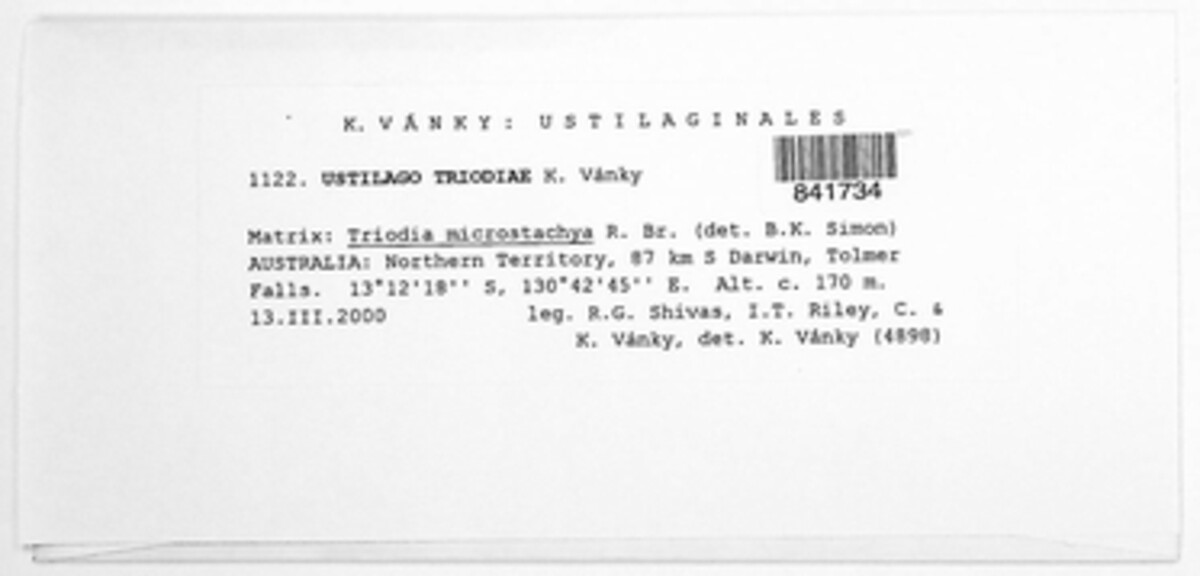 K. VÁNKY: USTILAGINALES
1122. USTILAGO TRIODIAE K. Vánky
841734
Matrix: Triodia microstachya R. Br. (det. B.K. Simon)
AUSTRALIA: Northern Territory, 87 km S Darwin, Tolmer
Falls. 13°12'18'' S, 130°42'45'' E. Alt. c. 170 m.
13.III.2000 leg. R.G. Shivas, I.T. Riley, C. &
K. Vánky, det. K. Vánky (4898)